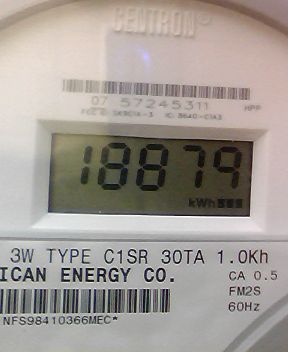 CENTRON®
07 57245311 HPP
18879
kWh
3W TYPE C1SR 30TA 1.0Kh
ICAN ENERGY CO. CA 0.5
FM2S
NFS98410366MEC* 60Hz